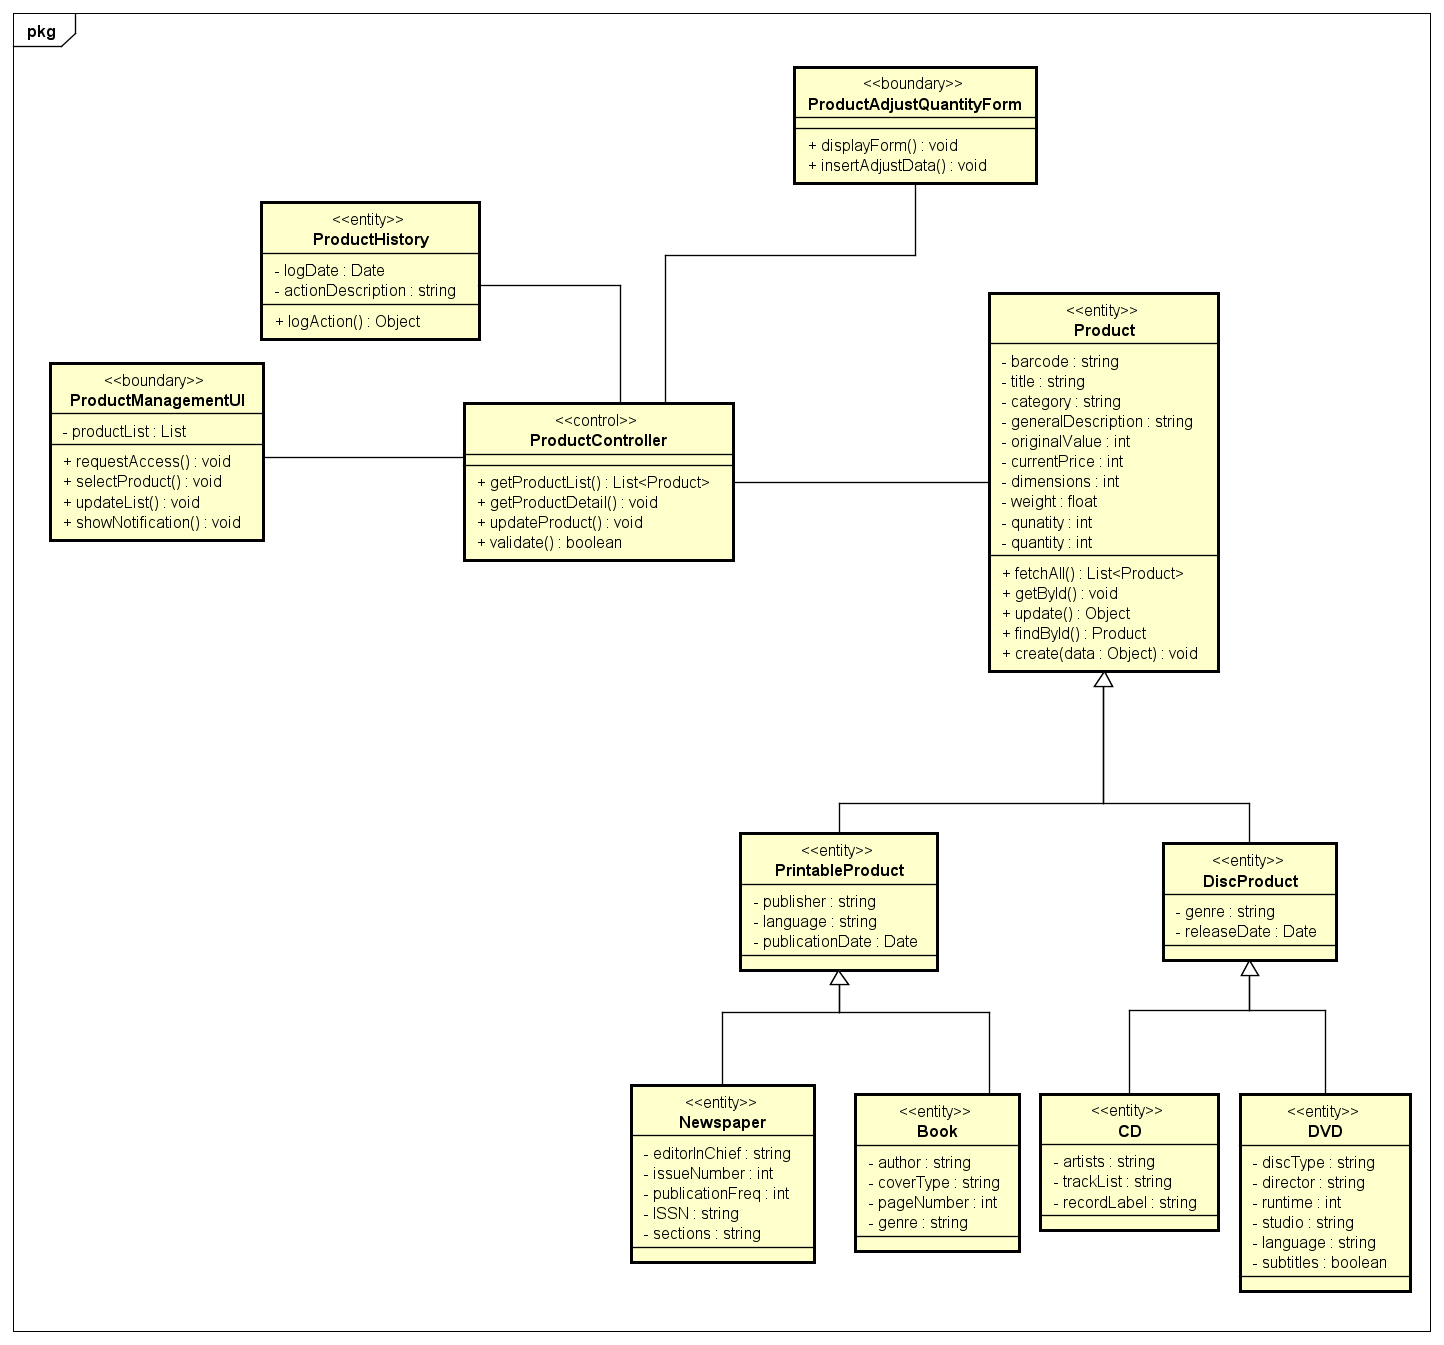 pkg
<<boundary>>
ProductAdjustQuantityForm
+ displayForm() : void
+ insertAdjustData() : void
<<entity>>
ProductHistory
- logDate : Date
- actionDescription : string
+ logAction() : Object
<<boundary>>
ProductManagementUI
- productList : List
+ requestAccess() : void
+ selectProduct() : void
+ updateList() : void
+ showNotification() : void
<<control>>
ProductController
+ getProductList() : List<Product>
+ getProductDetail() : void
+ updateProduct() : void
+ validate() : boolean
<<entity>>
Product
- barcode : string
- title : string
- category : string
- generalDescription : string
- originalValue : int
- currentPrice : int
- dimensions : int
- weight : float
- qunatity : int
- quantity : int
+ fetchAll() : List<Product>
+ getById() : void
+ update() : Object
+ findById() : Product
+ create(data : Object) : void
<<entity>>
PrintableProduct
- publisher : string
- language : string
- publicationDate : Date
<<entity>>
DiscProduct
- genre : string
- releaseDate : Date
<<entity>>
Newspaper
- editorInChief : string
- issueNumber : int
- publicationFreq : int
- ISSN : string
- sections : string
<<entity>>
Book
- author : string
- coverType : string
- pageNumber : int
- genre : string
<<entity>>
CD
- artists : string
- trackList : string
- recordLabel : string
<<entity>>
DVD
- discType : string
- director : string
- runtime : int
- studio : string
- language : string
- subtitles : boolean